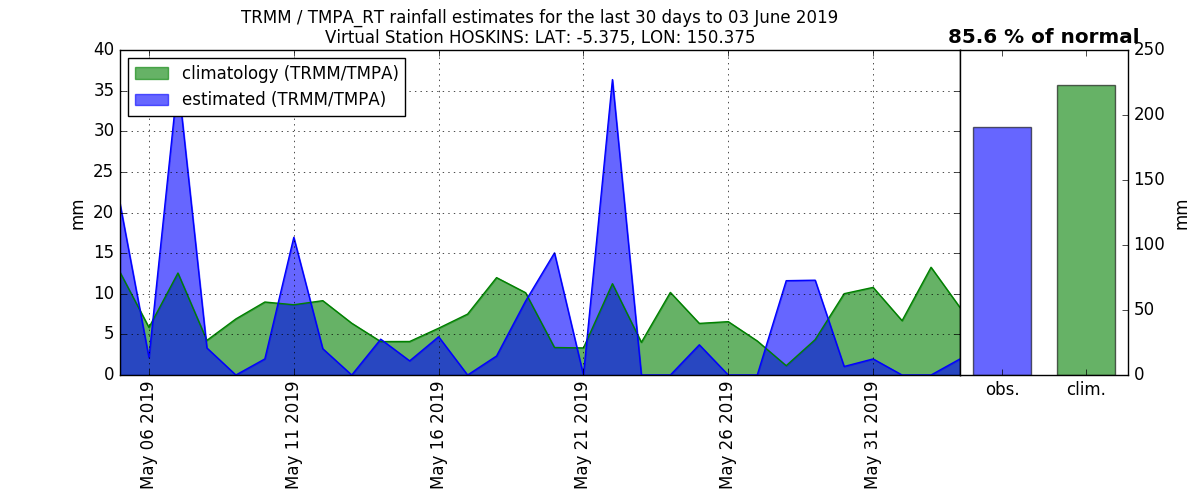 TRMM / TMPA_RT rainfall estimates for the last 30 days to 03 June 2019
Virtual Station HOSKINS: LAT: -5.375, LON: 150.375
85.6 % of normal
climatology (TRMM/TMPA)
estimated (TRMM/TMPA)
40
35
30
25
20
15
10
5
0
mm
May 06 2019
May 11 2019
May 16 2019
May 21 2019
May 26 2019
May 31 2019
obs.
clim.
250
200
150
100
50
0
mm